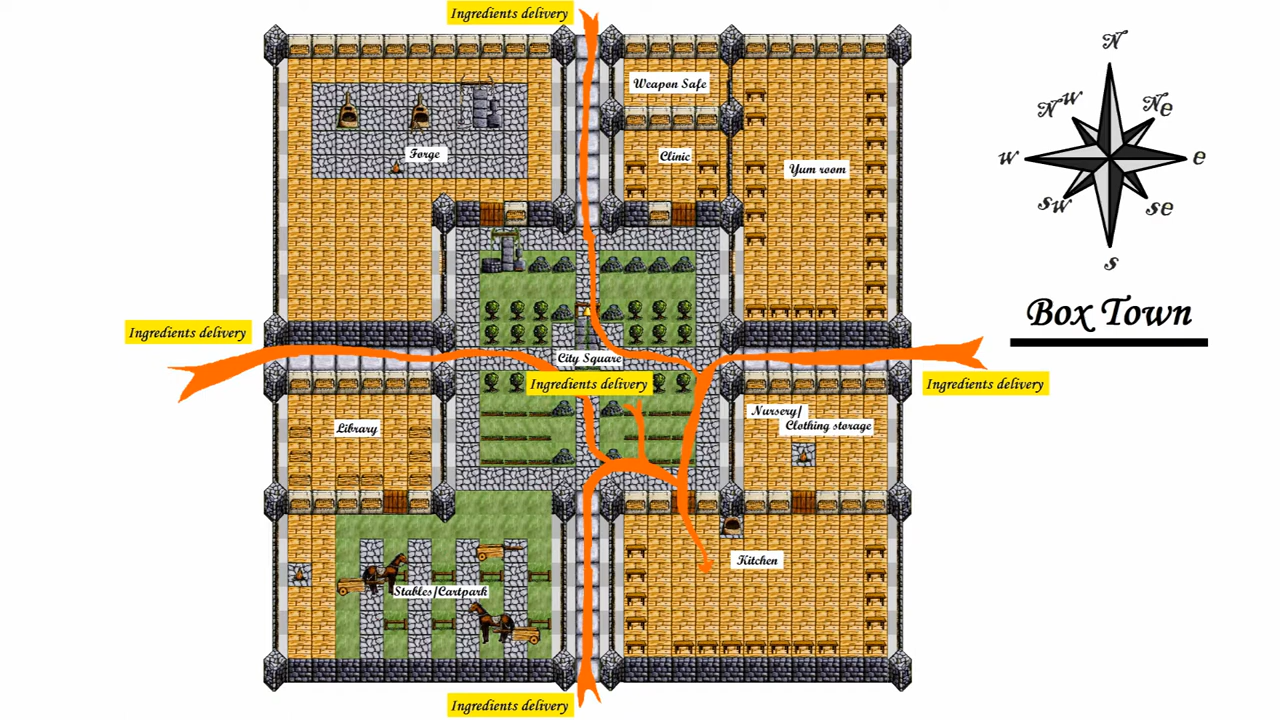 Ingredients delivery
N
Weapon Safe
Nw
Ne
Forge
Clinic
Yum room
w
e
sw
se
s
Box Town
Ingredients delivery
City Square
Ingredients delivery
Ingredients delivery
Library
Nursery/
Clothing storage
Kitchen
Stables/Cartpark
Ingredients delivery